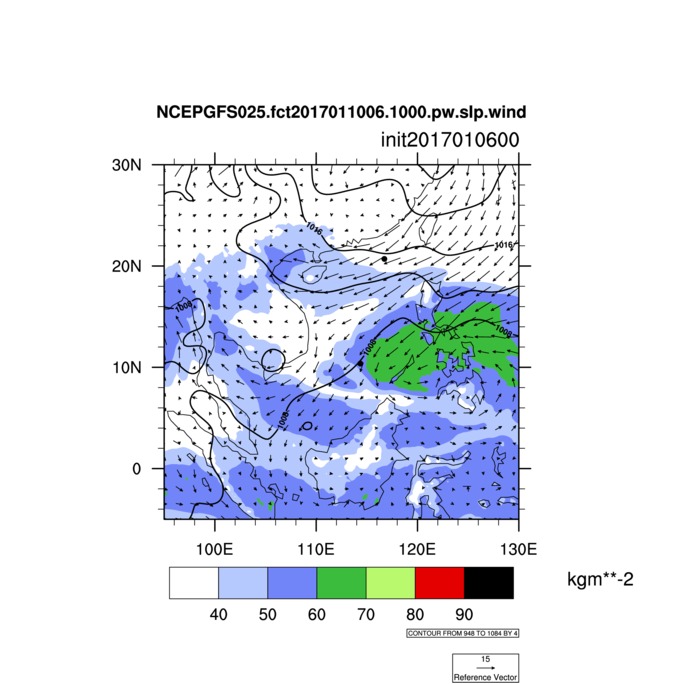 NCEPGFS025.fct2017011006.1000.pw.slp.wind
init2017010600
30N
1016
1016
20N
1008
1008
1008
10N
1008
0
100E 110E 120E 130E
kgm**-2
40 50 60 70 80 90
CONTOUR FROM 948 TO 1084 BY 4
15
Reference Vector